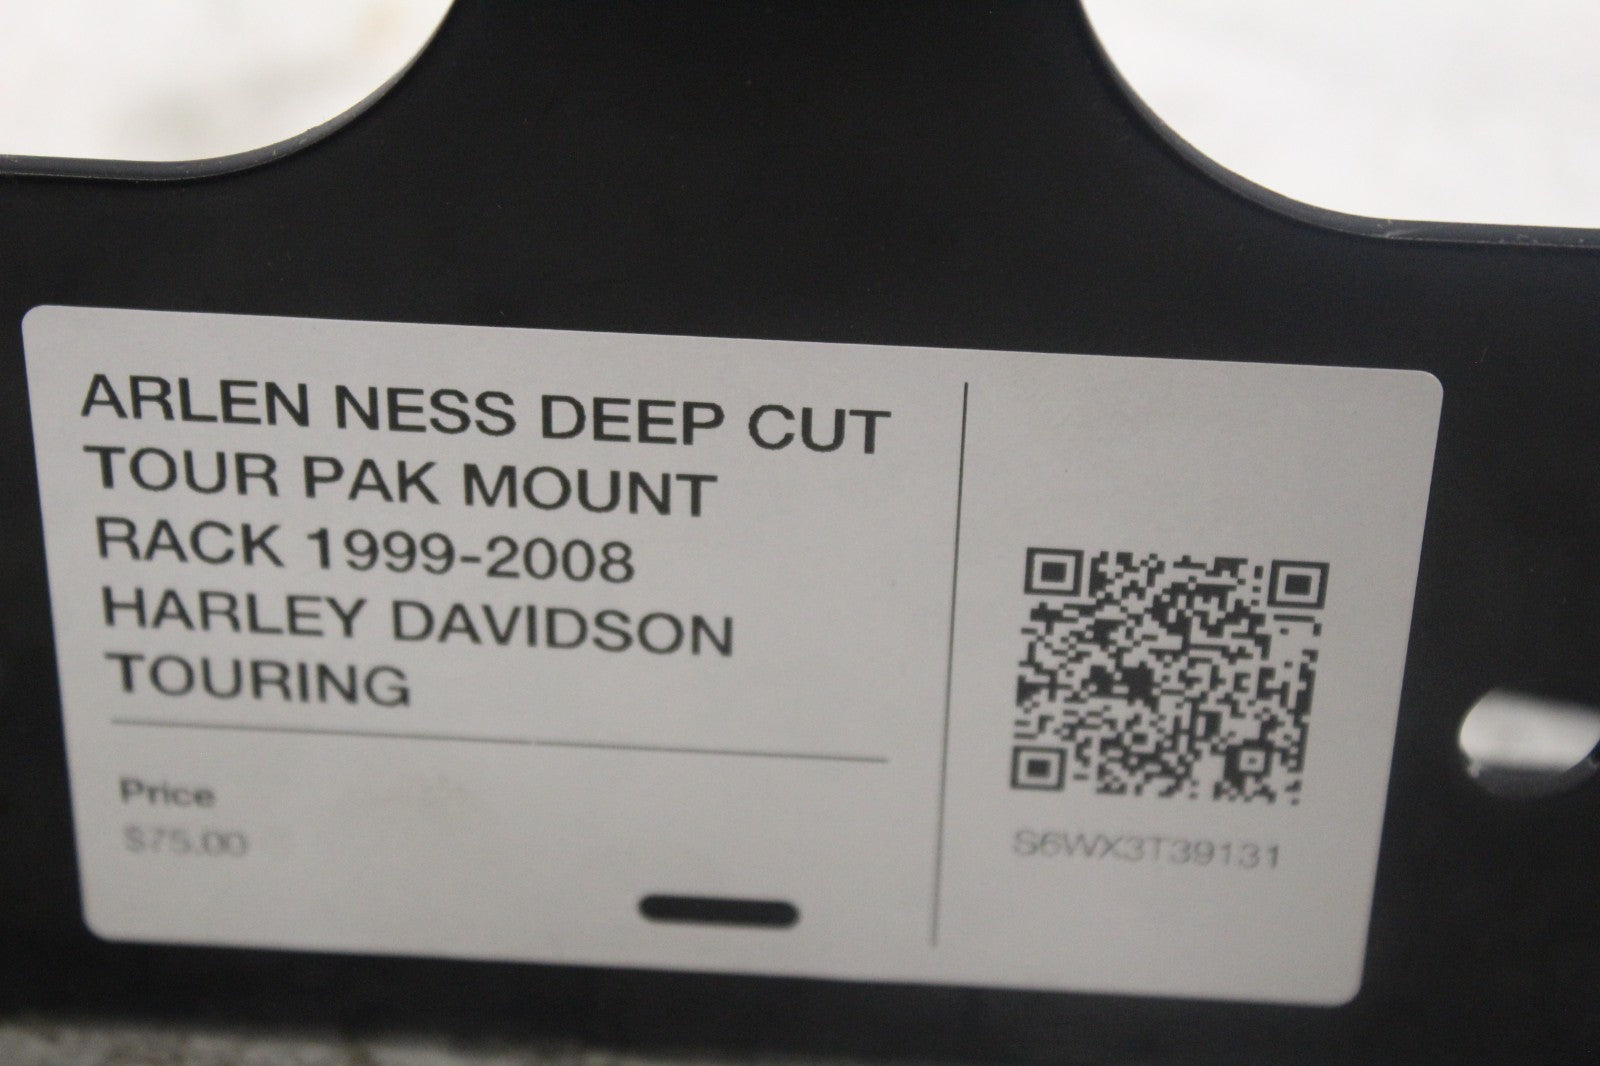 ARLEN NESS DEEP CUT
TOUR PAK MOUNT
RACK 1999-2008
HARLEY DAVIDSON
TOURING
Price
$75.00
S6WX3T39131